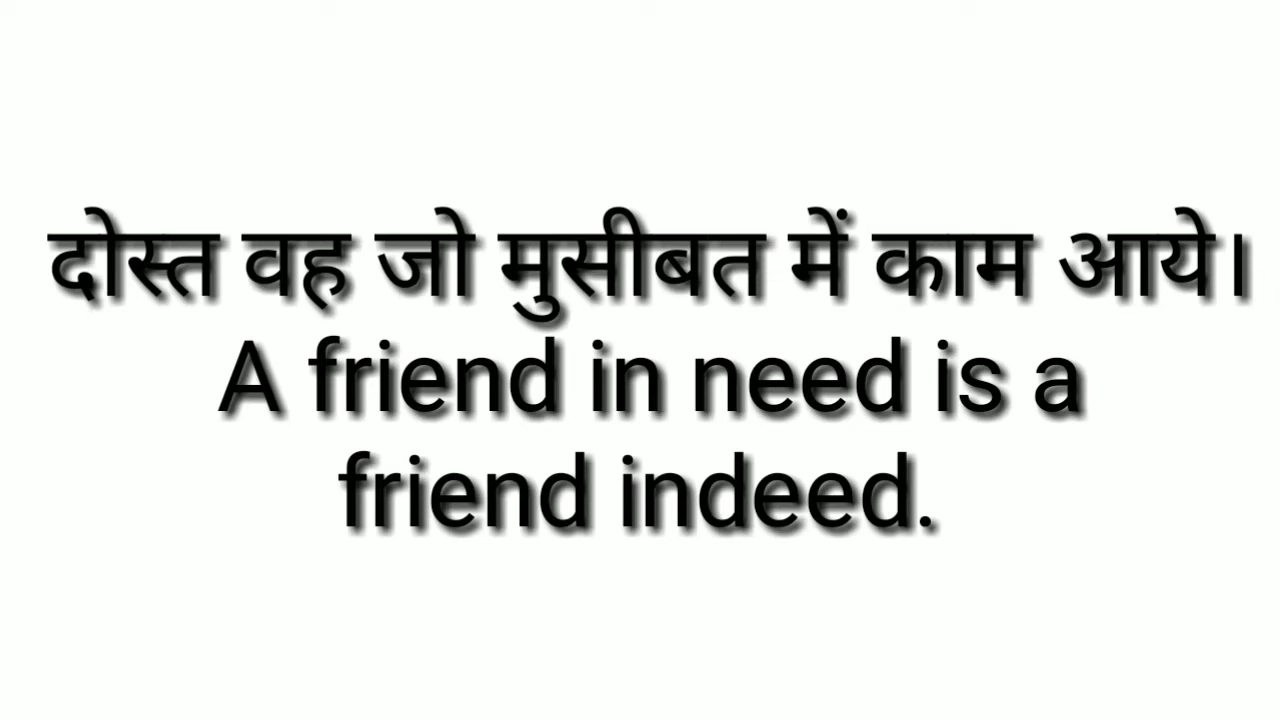 दोस्त वह जो मुसीबत में काम आये।
A friend in need is a
friend indeed.